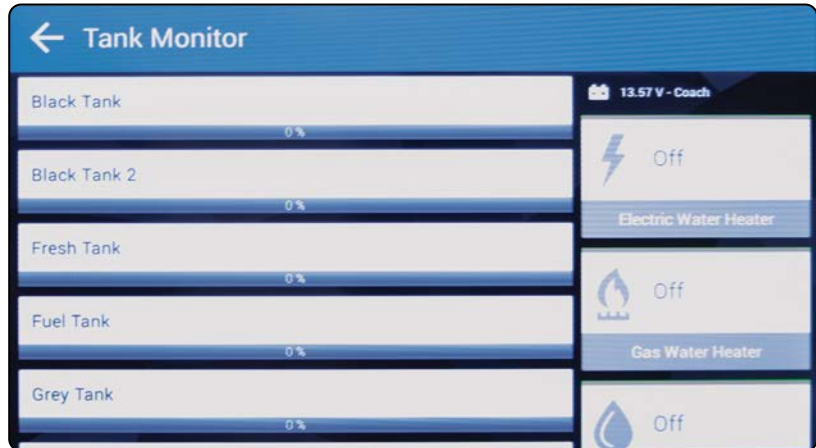 Tank Monitor
Black Tank
0%
Black Tank 2
0%
Fresh Tank
0%
Fuel Tank
0%
Grey Tank
0%
13.57 V - Coach
Off
Electric Water Heater
Off
Gas Water Heater
Off